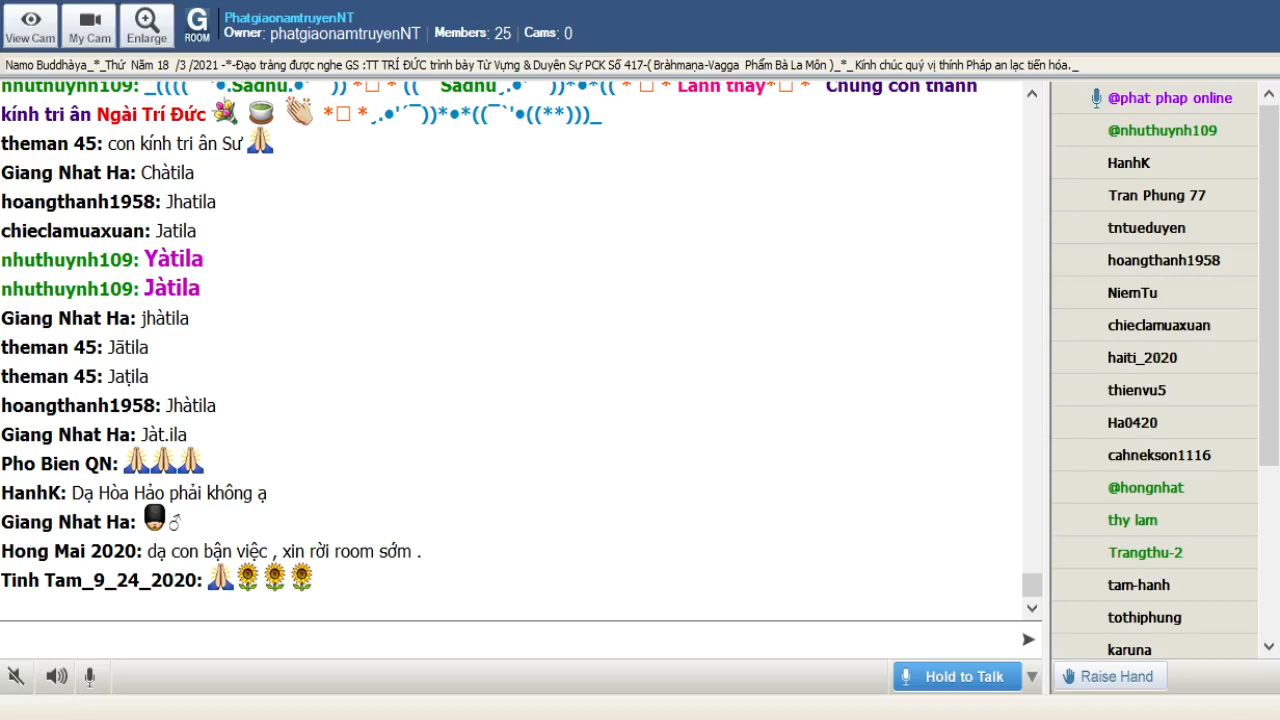 View Cam
My Cam
Enlarge
G
ROOM
PhatgiaonamtruyenNT
Owner: phatgiaonamtruyenNT | Members: 25 | Cams: 0
Namo Buddhàya_*_Thứ Năm 18 /3 /2021 -*-Đạo tràng được nghe GS :TT TRÍ ĐỨC trình bày Từ Vựng & Duyên Sự PCK Số 417-( Bràhmaṇa-Vagga Phẩm Bà La Môn )_*_ Kính chúc quý vị thính Pháp an lạc tiến hóa._
nhuthuynh109:
kính tri ân Ngài Trí Đức
theman 45: con kính tri ân Sư
Giang Nhat Ha: Chàtila
hoangthanh1958: Jhatila
chieclamuaxuan: Jatila
nhuthuynh109: Yàtila
nhuthuynh109: Jàtila
Giang Nhat Ha: jhàtila
theman 45: Jātila
theman 45: Jaṭila
hoangthanh1958: Jhàtila
Giang Nhat Ha: Jàt.ila
Pho Bien QN:
HanhK: Dạ Hòa Hảo phải không ạ
Giang Nhat Ha: ♂
Hong Mai 2020: dạ con bận việc , xin rời room sớm .
Tinh Tam_9_24_2020:
Hold to Talk
@phat phap online
@nhuthuynh109
HanhK
Tran Phung 77
tntueduyen
hoangthanh1958
NiemTu
chieclamuaxuan
haiti_2020
thienvu5
Ha0420
cahnekson1116
@hongnhat
thy lam
Trangthu-2
tam-hanh
tothiphung
karuna
Raise Hand